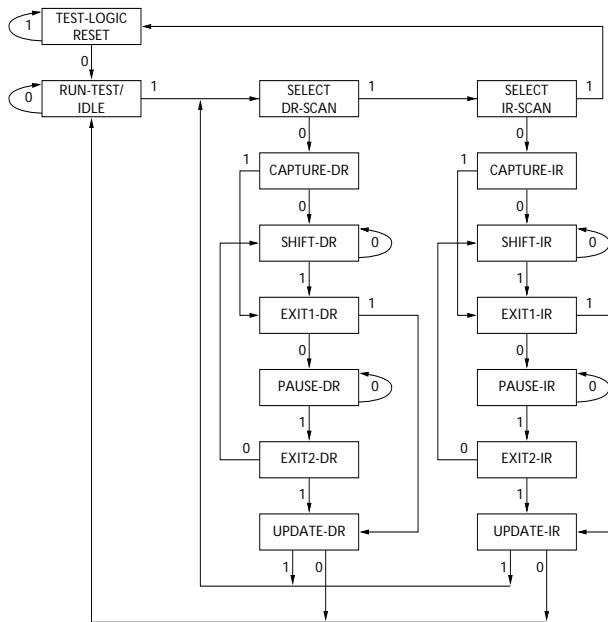 1
TEST-LOGIC
RESET
0
0
RUN-TEST/
IDLE
1
SELECT
DR-SCAN
1
SELECT
IR-SCAN
1
0
0
1
CAPTURE-DR
1
CAPTURE-IR
0
0
SHIFT-DR
0
SHIFT-IR
0
1
1
EXIT1-DR
1
EXIT1-IR
1
0
0
PAUSE-DR
0
PAUSE-IR
0
1
1
0
EXIT2-DR
0
EXIT2-IR
1
1
UPDATE-DR
UPDATE-IR
1
0
1
0